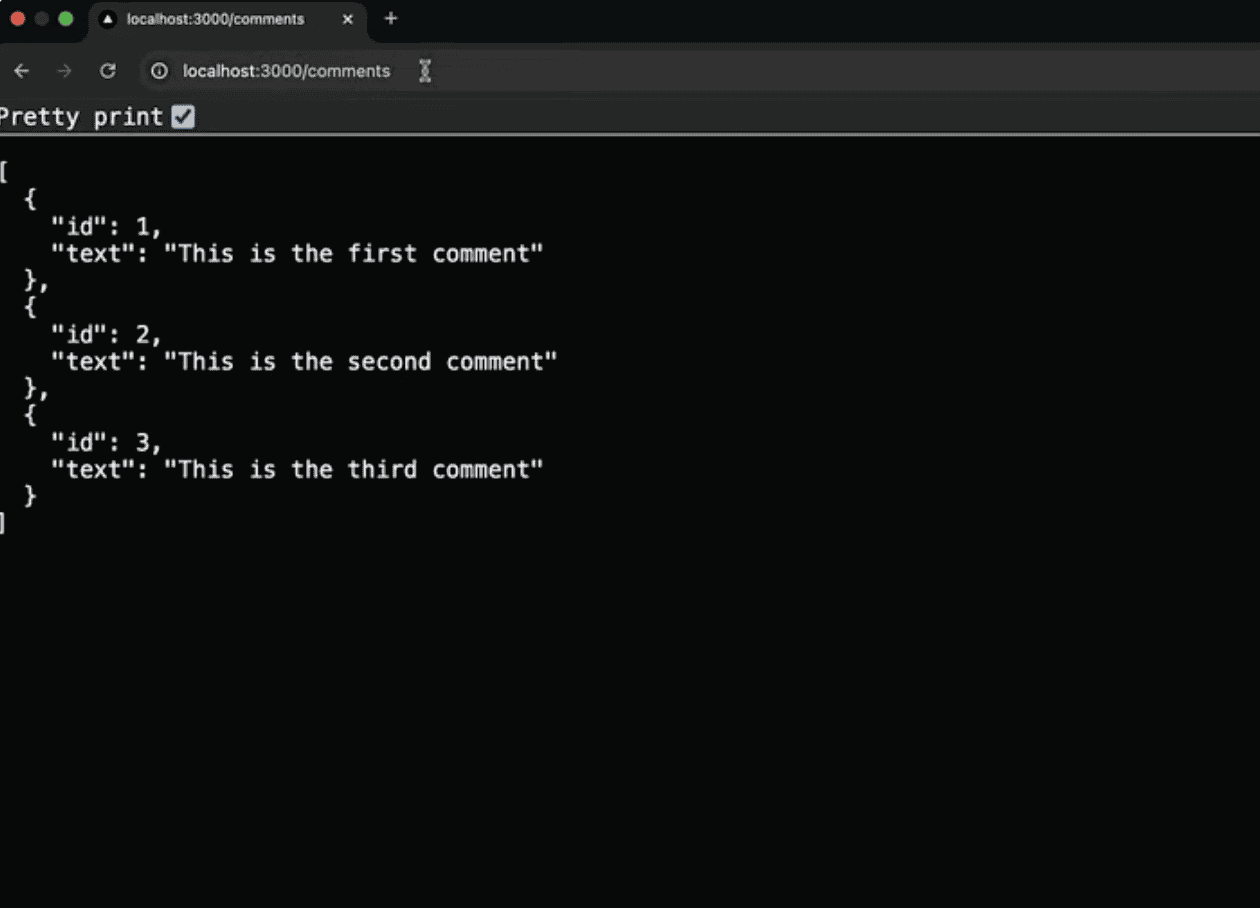 localhost:3000/comments
localhost:3000/comments
Pretty print
[
  {
    "id": 1,
    "text": "This is the first comment"
  },
  {
    "id": 2,
    "text": "This is the second comment"
  },
  {
    "id": 3,
    "text": "This is the third comment"
  }
]